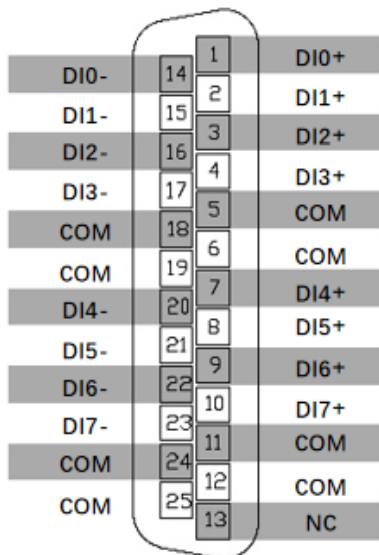 1 DI0+
DI0- 14
2 DI1+
DI1- 15
3 DI2+
DI2- 16
4 DI3+
DI3- 17
5 COM
COM 18
6 COM
COM 19
7 DI4+
DI4- 20
8 DI5+
DI5- 21
9 DI6+
DI6- 22
10 DI7+
DI7- 23
11 COM
COM 24
12 COM
COM 25
13 NC